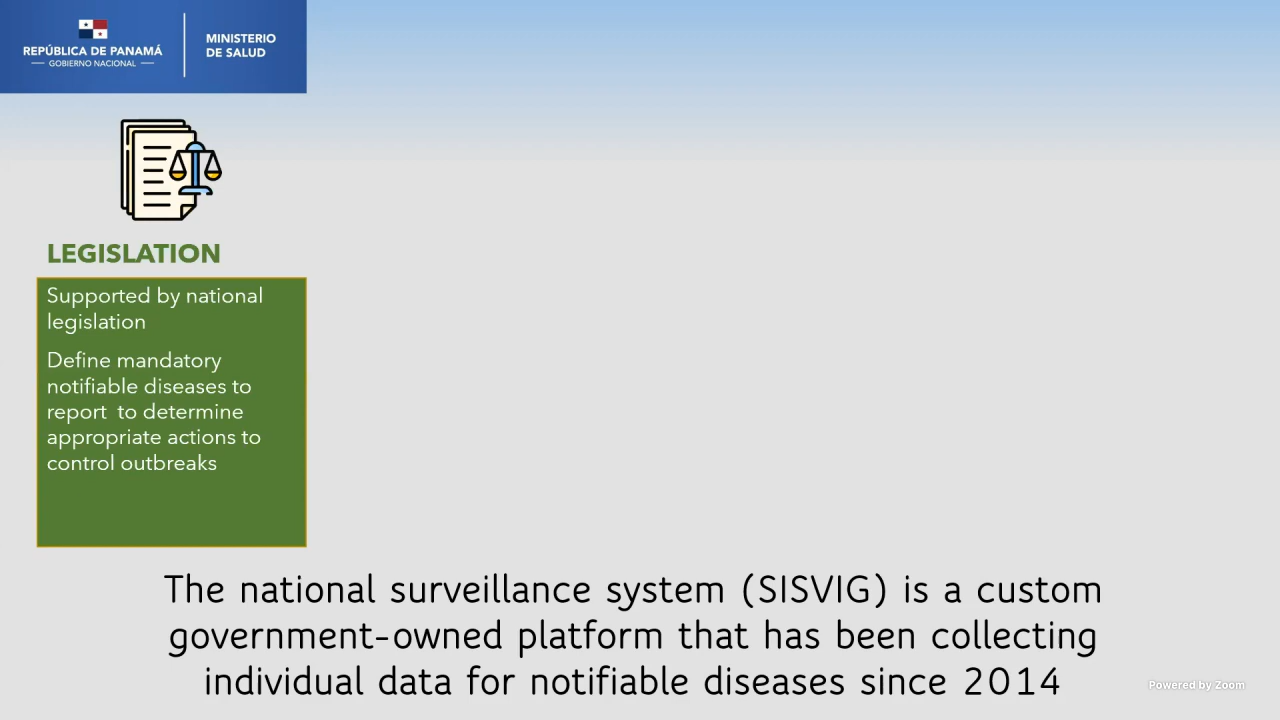 REPÚBLICA DE PANAMÁ
GOBIERNO NACIONAL
MINISTERIO
DE SALUD
LEGISLATION
Supported by national
legislation
Define mandatory
notifiable diseases to
report to determine
appropriate actions to
control outbreaks
The national surveillance system (SISVIG) is a custom
government-owned platform that has been collecting
individual data for notifiable diseases since 2014
Powered by Zoom